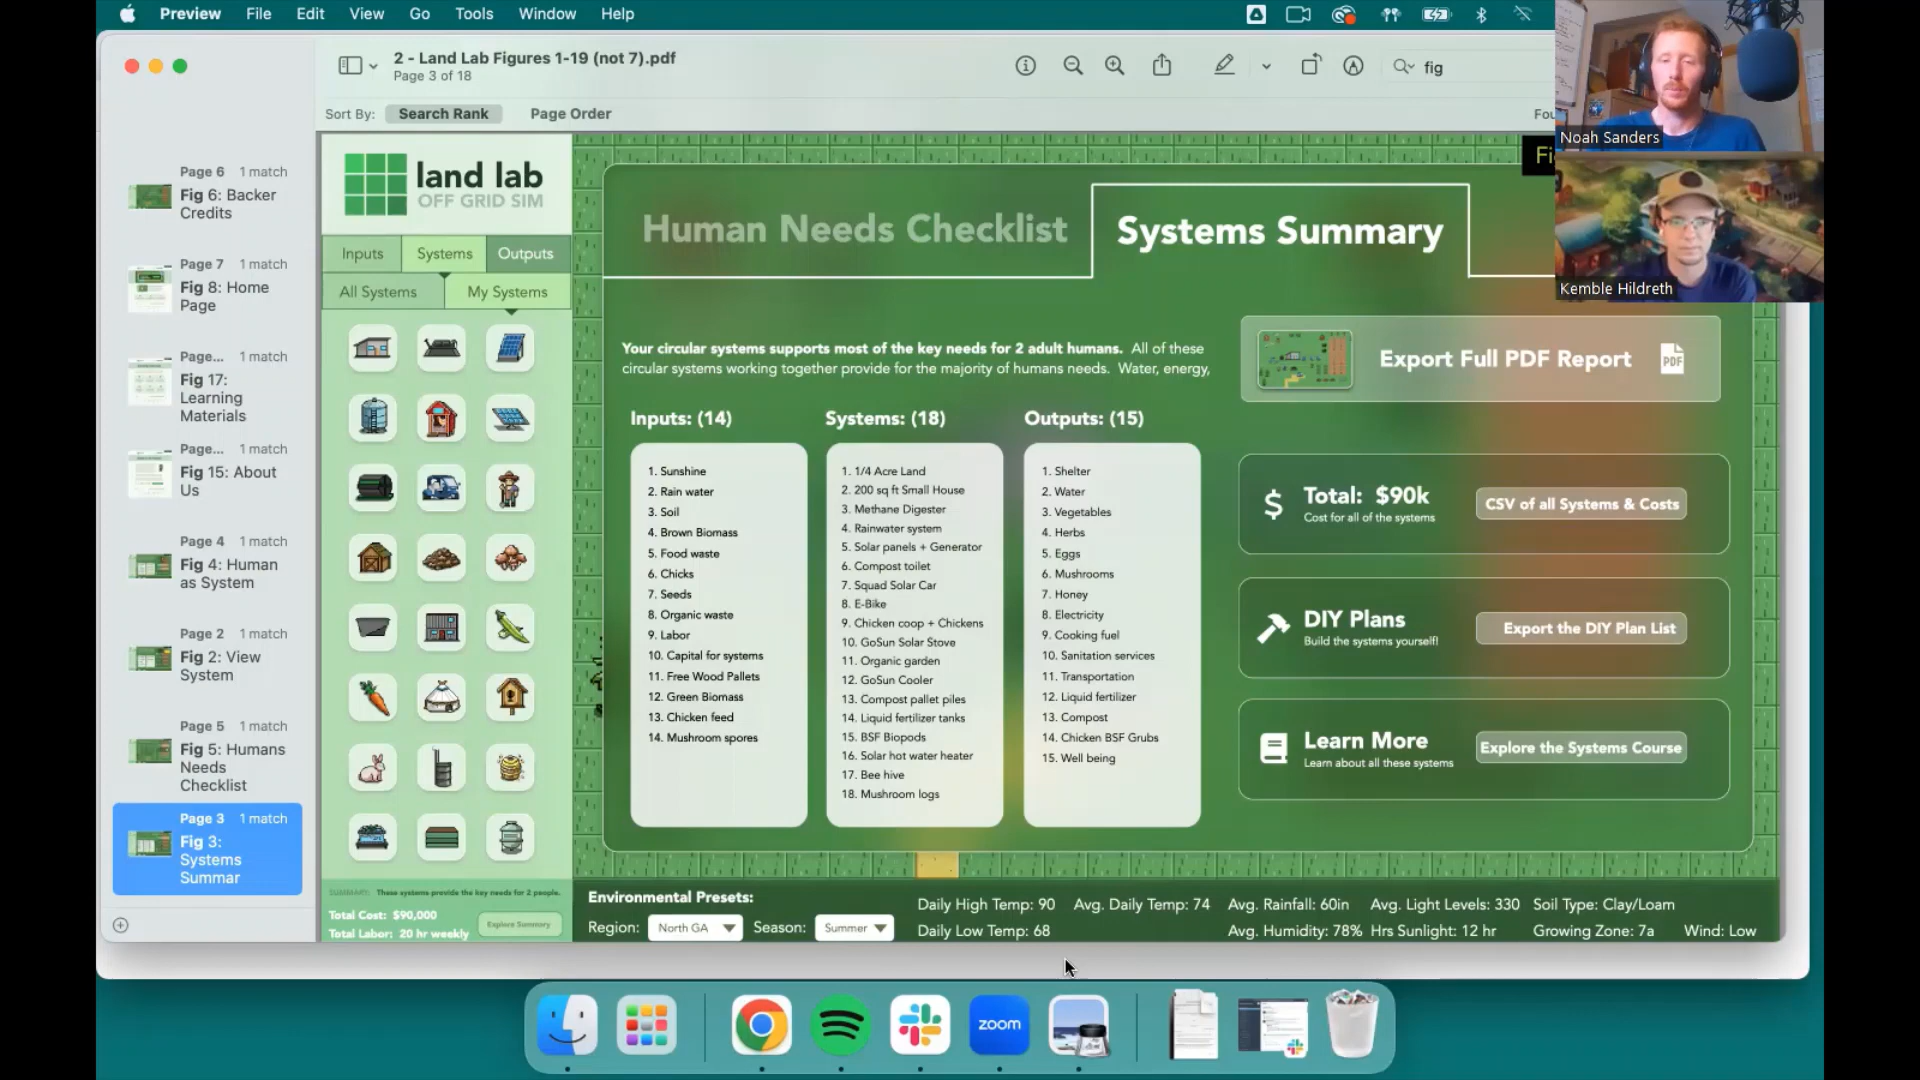 Preview File Edit View Go Tools Window Help
2 - Land Lab Figures 1-19 (not 7).pdf
Page 3 of 18
fig
Sort By: Search Rank Page Order
Noah Sanders
Kemble Hildreth
Page 6 1 match
Fig 6: Backer
Credits
Page 7 1 match
Fig 8: Home
Page
Page... 1 match
Fig 17:
Learning
Materials
Page... 1 match
Fig 15: About
Us
Page 4 1 match
Fig 4: Human
as System
Page 2 1 match
Fig 2: View
System
Page 5 1 match
Fig 5: Humans
Needs
Checklist
Page 3 1 match
Fig 3:
Systems
Summar
land lab
OFF GRID SIM
Inputs Systems Outputs
All Systems My Systems
SUMMARY: These systems provide the key needs for 2 people.
Total Cost: $90,000
Total Labor: 20 hr weekly
Explore Summary
Human Needs Checklist
Systems Summary
Your circular systems supports most of the key needs for 2 adult humans. All of these
circular systems working together provide for the majority of humans needs. Water, energy,
Inputs: (14)
1. Sunshine
2. Rain water
3. Soil
4. Brown Biomass
5. Food waste
6. Chicks
7. Seeds
8. Organic waste
9. Labor
10. Capital for systems
11. Free Wood Pallets
12. Green Biomass
13. Chicken feed
14. Mushroom spores
Systems: (18)
1. 1/4 Acre Land
2. 200 sq ft Small House
3. Methane Digester
4. Rainwater system
5. Solar panels + Generator
6. Compost toilet
7. Squad Solar Car
8. E-Bike
9. Chicken coop + Chickens
10. GoSun Solar Stove
11. Organic garden
12. GoSun Cooler
13. Compost pallet piles
14. Liquid fertilizer tanks
15. BSF Biopods
16. Solar hot water heater
17. Bee hive
18. Mushroom logs
Outputs: (15)
1. Shelter
2. Water
3. Vegetables
4. Herbs
5. Eggs
6. Mushrooms
7. Honey
8. Electricity
9. Cooking fuel
10. Sanitation services
11. Transportation
12. Liquid fertilizer
13. Compost
14. Chicken BSF Grubs
15. Well being
Export Full PDF Report
PDF
$ Total: $90k
Cost for all of the systems
CSV of all Systems & Costs
DIY Plans
Build the systems yourself!
Export the DIY Plan List
Learn More
Learn about all these systems
Explore the Systems Course
Environmental Presets:
Region: North GA Season: Summer
Daily High Temp: 90 Avg. Daily Temp: 74 Avg. Rainfall: 60in Avg. Light Levels: 330 Soil Type: Clay/Loam
Daily Low Temp: 68 Avg. Humidity: 78% Hrs Sunlight: 12 hr Growing Zone: 7a Wind: Low
zoom